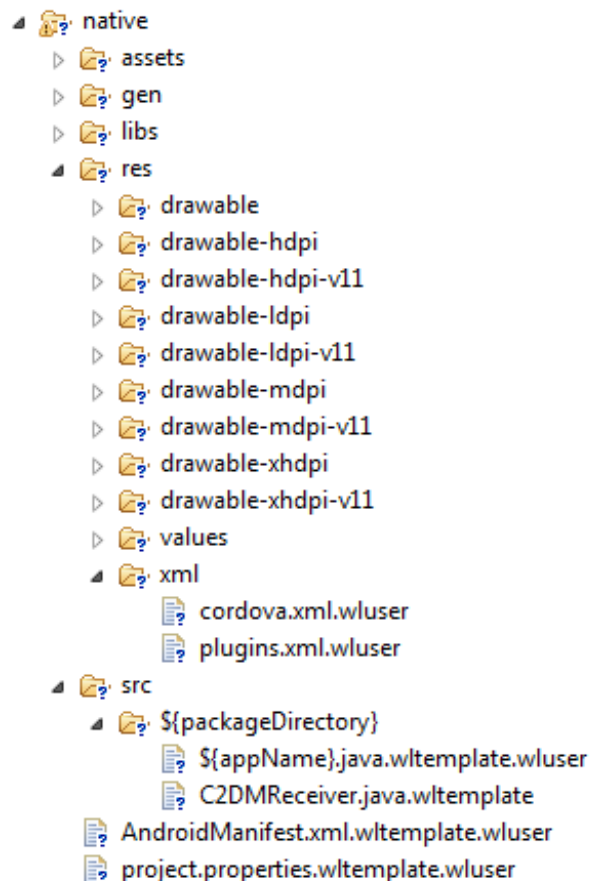 native
assets
gen
libs
res
drawable
drawable-hdpi
drawable-hdpi-v11
drawable-ldpi
drawable-ldpi-v11
drawable-mdpi
drawable-mdpi-v11
drawable-xhdpi
drawable-xhdpi-v11
values
xml
cordova.xml.wluser
plugins.xml.wluser
src
${packageDirectory}
${appName}.java.wltemplate.wluser
C2DMReceiver.java.wltemplate
AndroidManifest.xml.wltemplate.wluser
project.properties.wltemplate.wluser